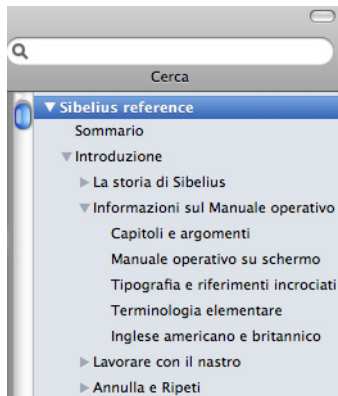 Cerca
Sibelius reference
Sommario
Introduzione
La storia di Sibelius
Informazioni sul Manuale operativo
Capitoli e argomenti
Manuale operativo su schermo
Tipografia e riferimenti incrociati
Terminologia elementare
Inglese americano e britannico
Lavorare con il nastro
Annulla e Ripeti